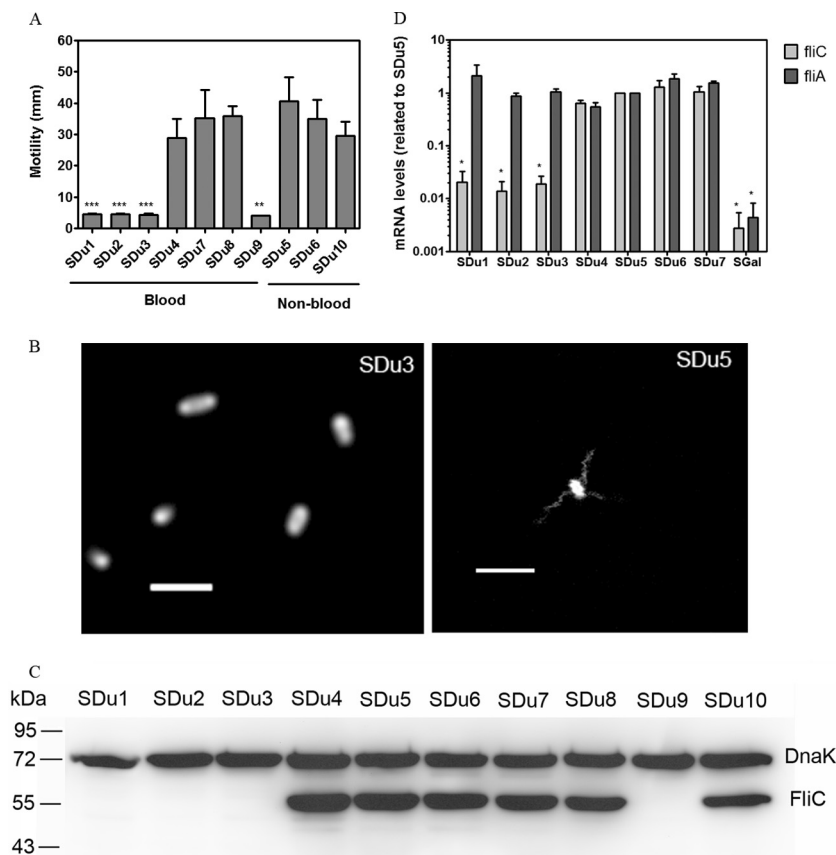 A
Motility (mm)
60
50
40
30
20
10
0
SDu1 SDu2 SDu3 SDu4 SDu7 SDu8 SDu9 SDu5 SDu6 SDu10
*** *** *** **
Blood Non-blood
D
mRNA levels (related to SDu5)
10
1
0.1
0.01
0.001
* * * * *
SDu1 SDu2 SDu3 SDu4 SDu5 SDu6 SDu7 SGal
fliC
fliA
B
SDu3
SDu5
C
kDa SDu1 SDu2 SDu3 SDu4 SDu5 SDu6 SDu7 SDu8 SDu9 SDu10
95
72 DnaK
55 FliC
43